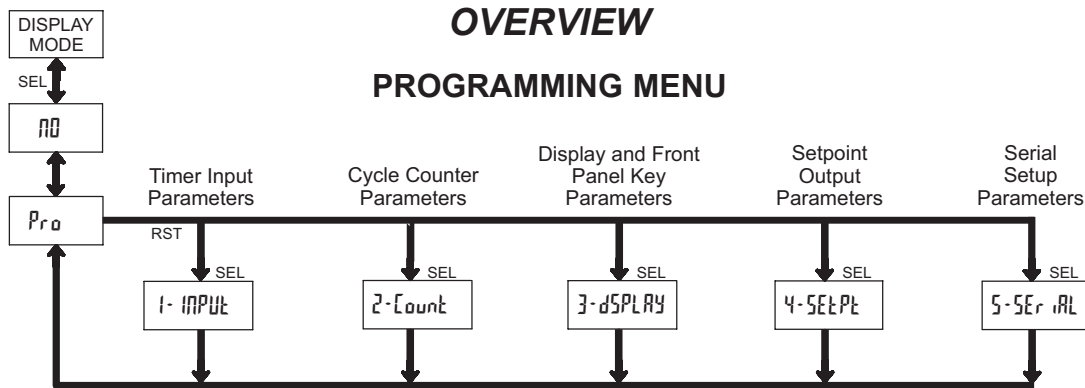 OVERVIEW
PROGRAMMING MENU
DISPLAY
MODE
SEL
NO
Pro
RST
Timer Input
Parameters
SEL
1-INPUt
Cycle Counter
Parameters
SEL
2-Count
Display and Front
Panel Key
Parameters
SEL
3-dSPLAY
Setpoint
Output
Parameters
SEL
4-SEtPt
Serial
Setup
Parameters
SEL
5-SEriAL